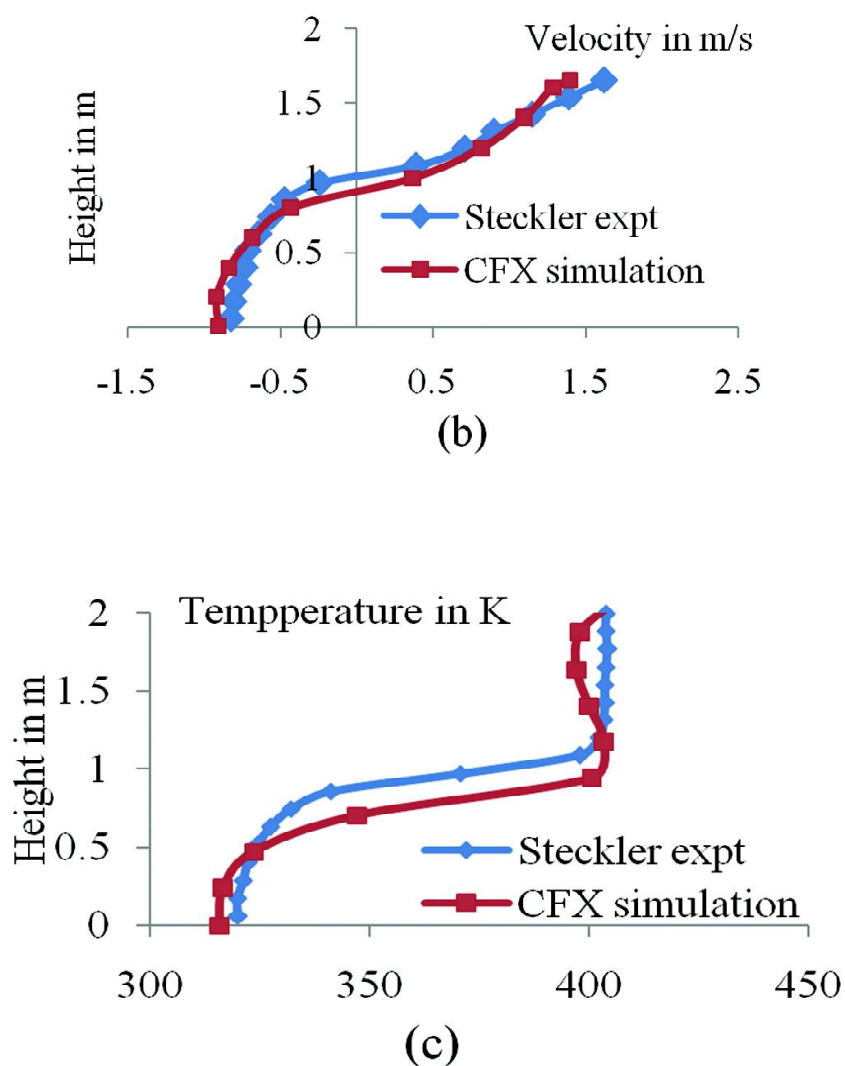 Velocity in m/s
Height in m
2
1.5
1
0.5
0
Steckler expt
CFX simulation
-1.5 -0.5 0.5 1.5 2.5
(b)
Tempperature in K
Height in m
2
1.5
1
0.5
0
Steckler expt
CFX simulation
300 350 400 450
(c)